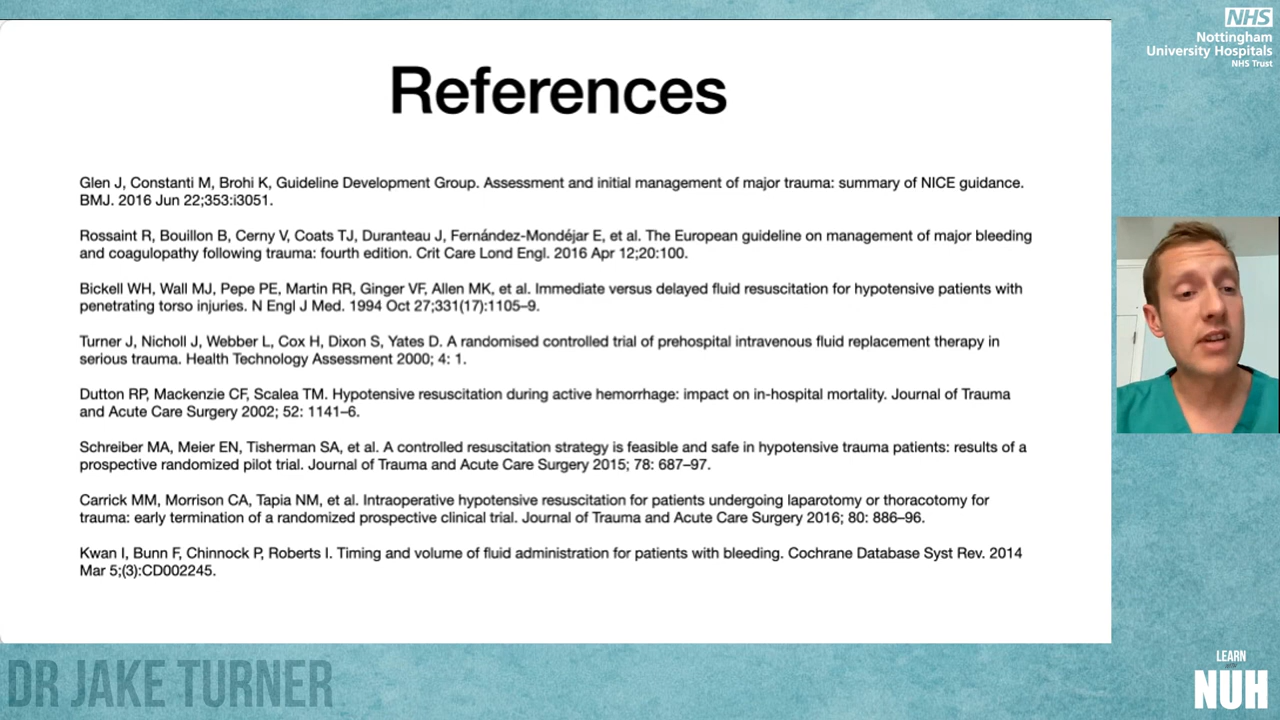 NHS
Nottingham
University Hospitals
NHS Trust
References
Glen J, Constanti M, Brohi K, Guideline Development Group. Assessment and initial management of major trauma: summary of NICE guidance.
BMJ. 2016 Jun 22;353:i3051.
Rossaint R, Bouillon B, Cerny V, Coats TJ, Duranteau J, Fernández-Mondéjar E, et al. The European guideline on management of major bleeding
and coagulopathy following trauma: fourth edition. Crit Care Lond Engl. 2016 Apr 12;20:100.
Bickell WH, Wall MJ, Pepe PE, Martin RR, Ginger VF, Allen MK, et al. Immediate versus delayed fluid resuscitation for hypotensive patients with
penetrating torso injuries. N Engl J Med. 1994 Oct 27;331(17):1105–9.
Turner J, Nicholl J, Webber L, Cox H, Dixon S, Yates D. A randomised controlled trial of prehospital intravenous fluid replacement therapy in
serious trauma. Health Technology Assessment 2000; 4: 1.
Dutton RP, Mackenzie CF, Scalea TM. Hypotensive resuscitation during active hemorrhage: impact on in-hospital mortality. Journal of Trauma
and Acute Care Surgery 2002; 52: 1141–6.
Schreiber MA, Meier EN, Tisherman SA, et al. A controlled resuscitation strategy is feasible and safe in hypotensive trauma patients: results of a
prospective randomized pilot trial. Journal of Trauma and Acute Care Surgery 2015; 78: 687–97.
Carrick MM, Morrison CA, Tapia NM, et al. Intraoperative hypotensive resuscitation for patients undergoing laparotomy or thoracotomy for
trauma: early termination of a randomized prospective clinical trial. Journal of Trauma and Acute Care Surgery 2016; 80: 886–96.
Kwan I, Bunn F, Chinnock P, Roberts I. Timing and volume of fluid administration for patients with bleeding. Cochrane Database Syst Rev. 2014
Mar 5;(3):CD002245.
DR JAKE TURNER
LEARN
NUH